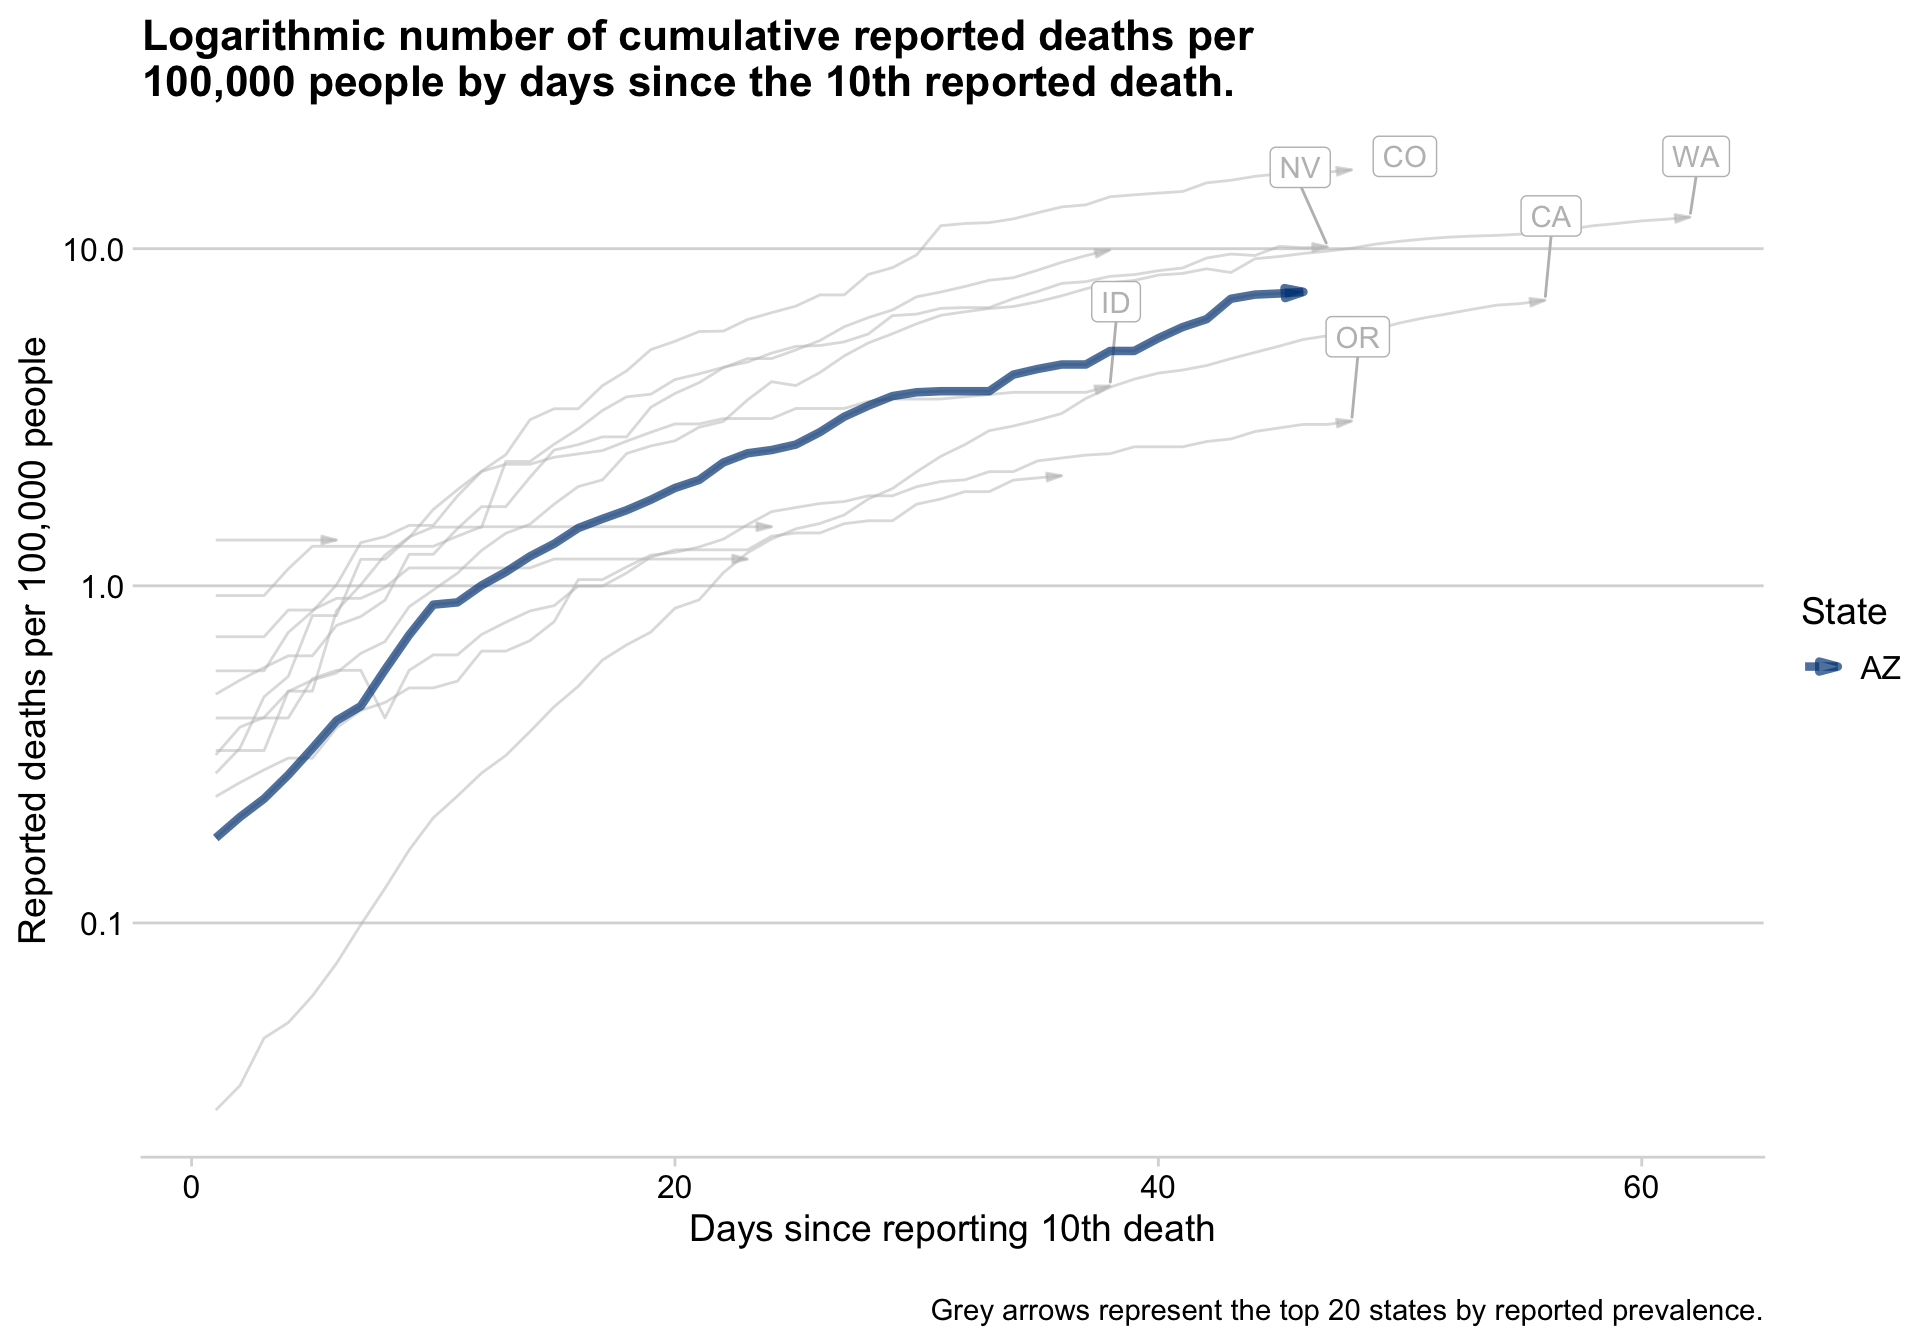 Logarithmic number of cumulative reported deaths per
100,000 people by days since the 10th reported death.
NV
CO
WA
CA
ID
OR
10.0
1.0
0.1
Reported deaths per 100,000 people
0
20
40
60
Days since reporting 10th death
State
AZ
Grey arrows represent the top 20 states by reported prevalence.